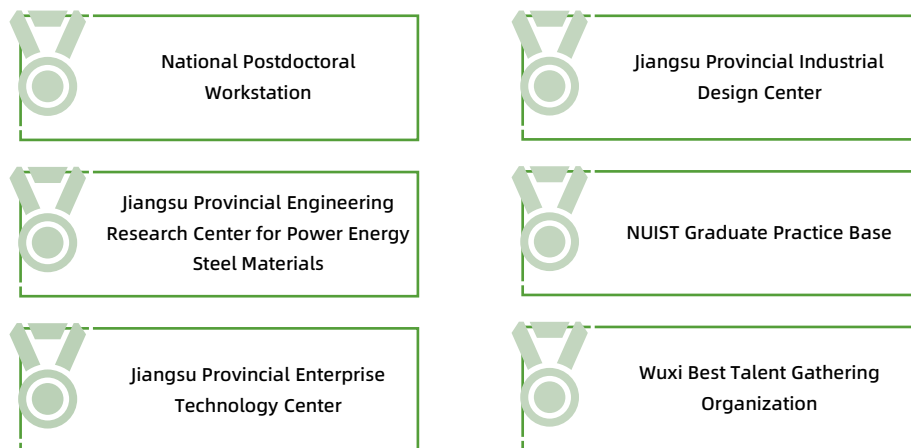 National Postdoctoral
Workstation
Jiangsu Provincial Industrial
Design Center
Jiangsu Provincial Engineering
Research Center for Power Energy
Steel Materials
NUIST Graduate Practice Base
Jiangsu Provincial Enterprise
Technology Center
Wuxi Best Talent Gathering
Organization